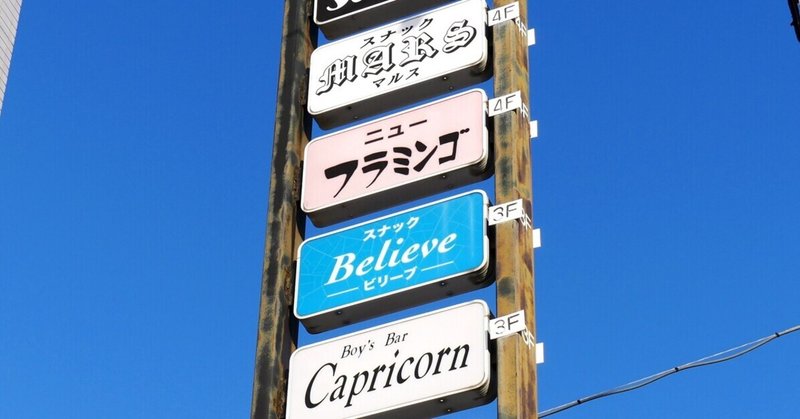 4F
スナック
MARS
マルス
4F
ニュー
フラミンゴ
3F
スナック
Believe
ビリーブ
3F
Boy's Bar
Capricorn